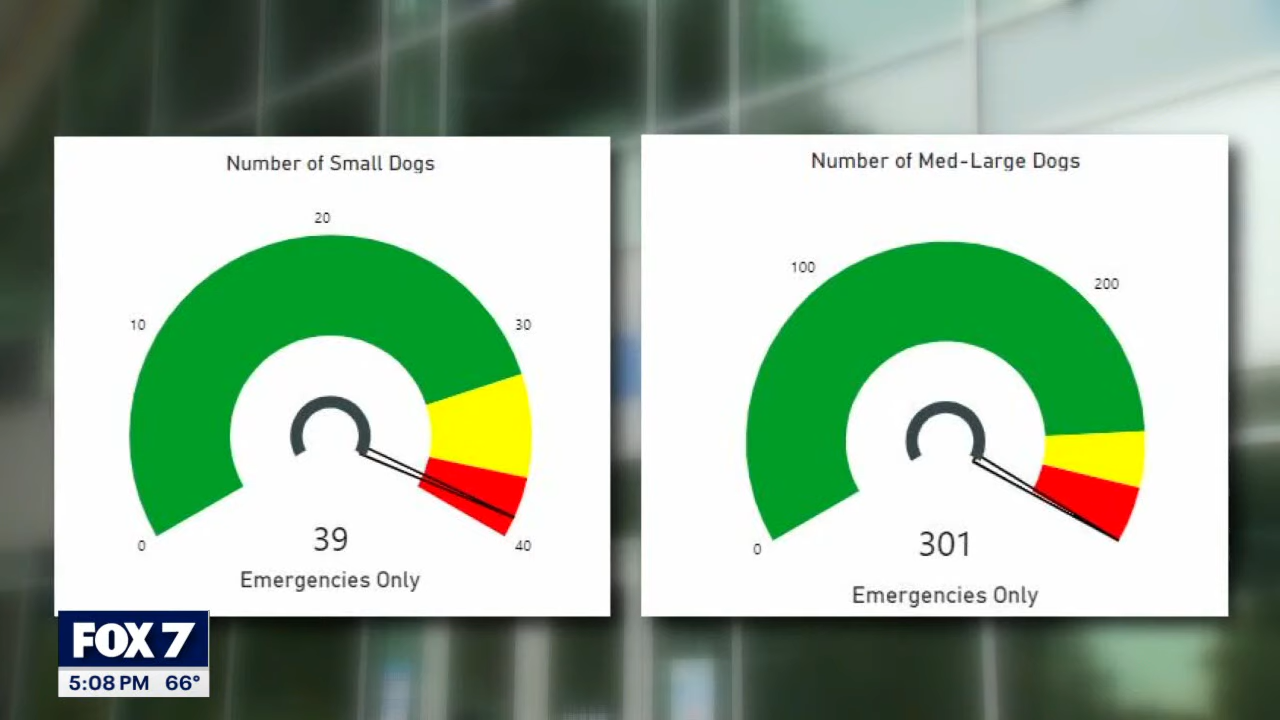 Number of Small Dogs
20
10
30
0
40
39
Emergencies Only
Number of Med-Large Dogs
100
200
0
301
Emergencies Only
FOX 7
5:08 PM 66°